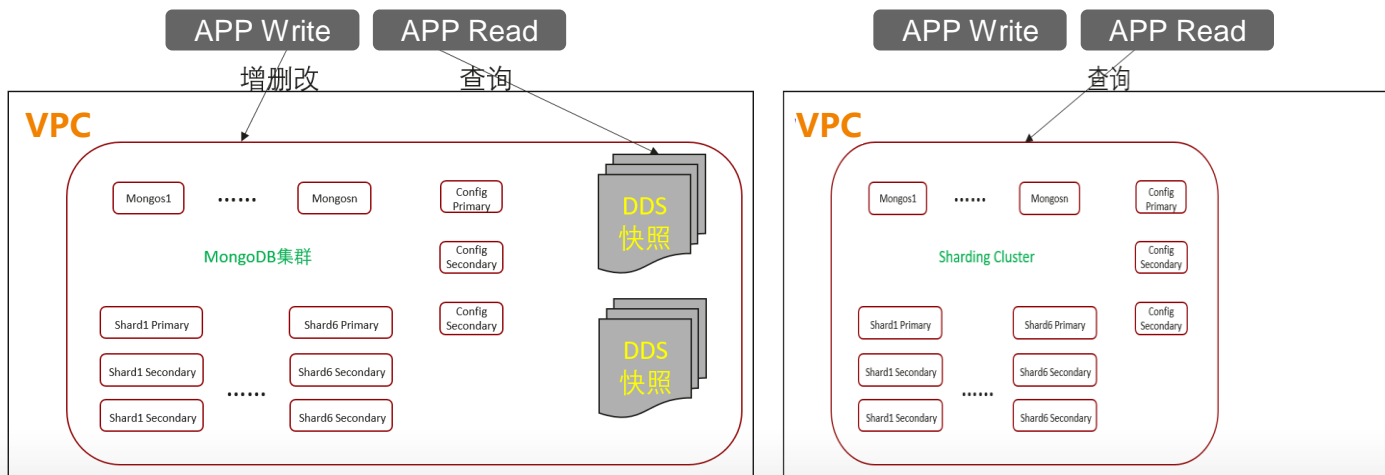 APP Write
APP Read
增删改
查询
VPC
Mongos1
......
Mongosn
Config
Primary
MongoDB集群
Config
Secondary
Config
Secondary
Shard1 Primary
Shard6 Primary
Shard1 Secondary
Shard6 Secondary
......
Shard1 Secondary
Shard6 Secondary
DDS
快照
DDS
快照
APP Write
APP Read
查询
VPC
Mongos1
......
Mongosn
Config
Primary
Sharding Cluster
Config
Secondary
Config
Secondary
Shard1 Primary
Shard6 Primary
Shard1 Secondary
Shard6 Secondary
......
Shard1 Secondary
Shard6 Secondary